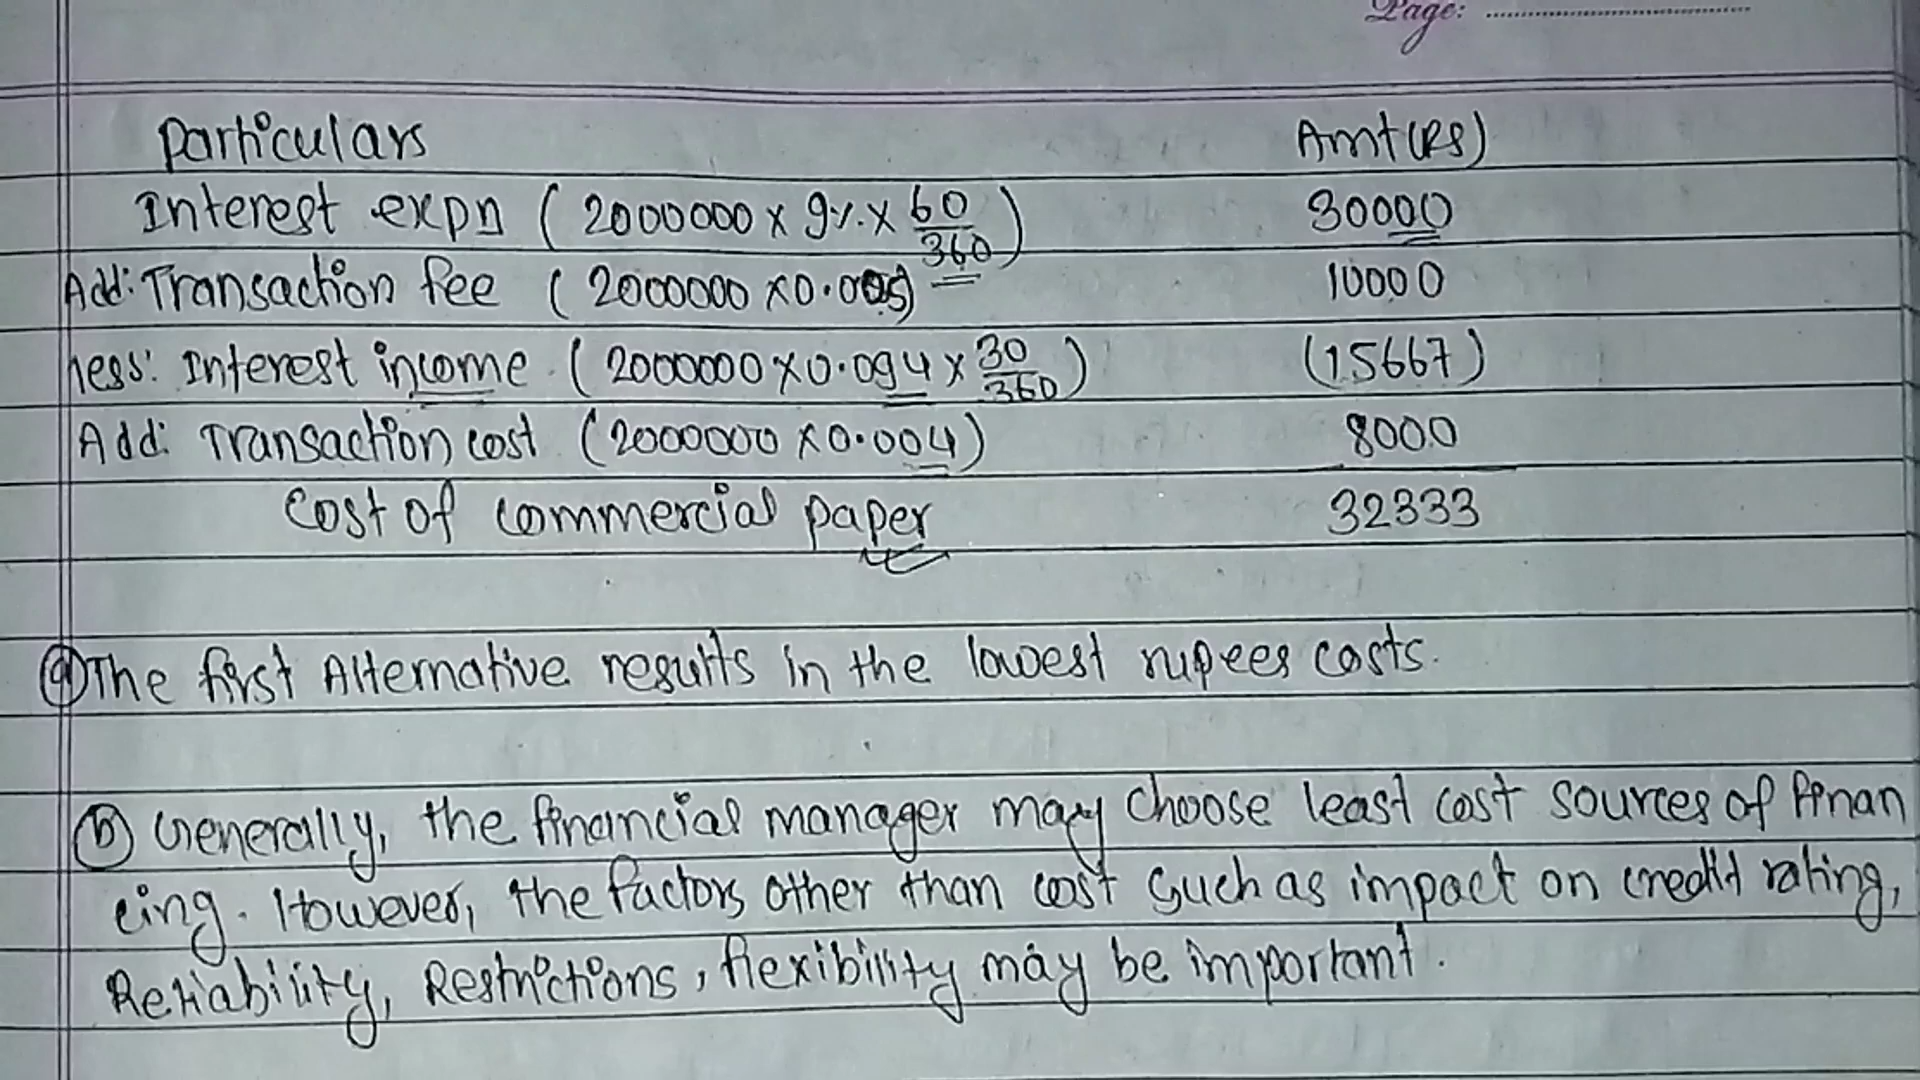 Page:
Particulars Amt(RS)
Interest expn ( 2000000 x 9%. x 60/360 ) 30000
Add: Transaction fee ( 2000000 x0.005) 10000
less: Interest income ( 2000000 x0.094 x 30/360 ) (15667)
Add: Transaction cost (2000000 x0.004) 8000
Cost of commercial paper 32333
(a) The first Alternative results in the lowest rupees costs.
(b) Generally, the financial manager may choose least cost sources of finan
cing. However, the factors other than cost such as impact on credit rating,
Reliability, Restrictions, flexibility may be important.